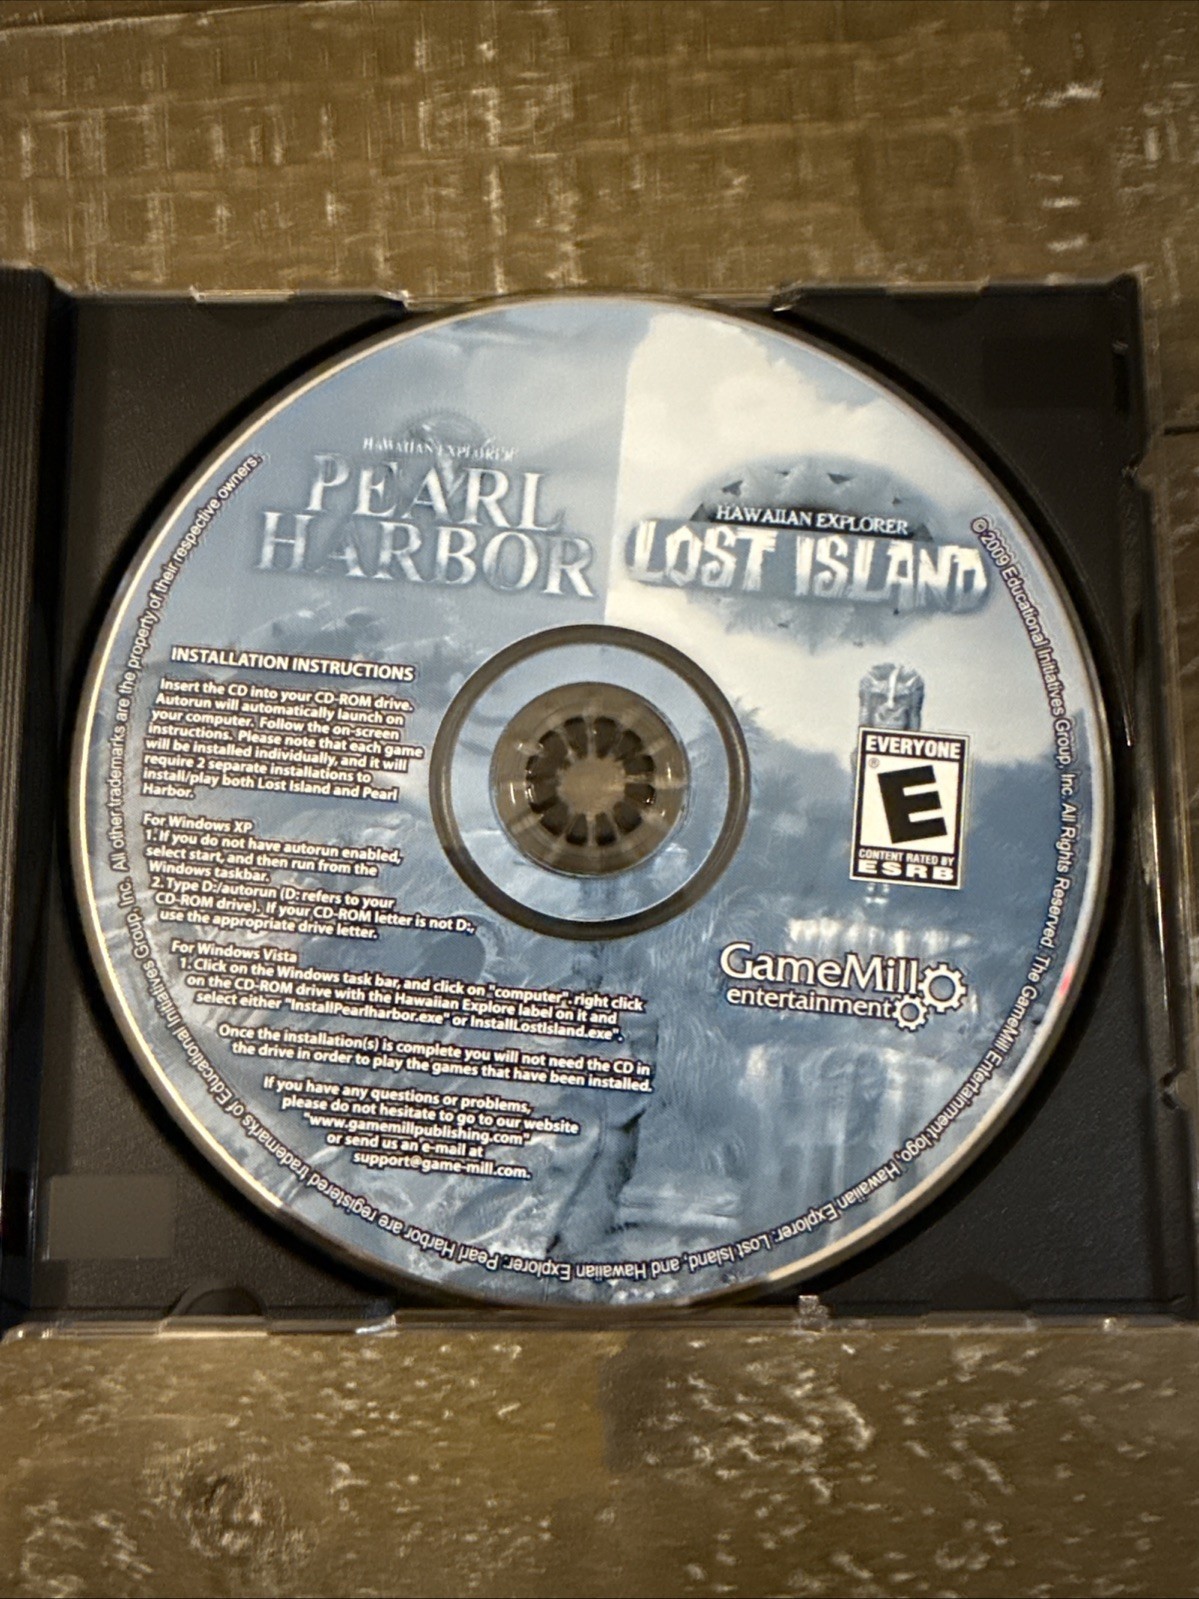 HAWAIIAN EXPLORER
PEARL
HARBOR
HAWAIIAN EXPLORER
LOST ISLAND
INSTALLATION INSTRUCTIONS
Insert the CD into your CD-ROM drive.
Autorun will automatically launch on
your computer. Follow the on-screen
instructions. Please note that each game
will be installed individually, and it will
require 2 separate installations to
install/play both Lost Island and Pearl
Harbor.
For Windows XP
1. If you do not have autorun enabled,
select start, and then run from the
Windows taskbar.
2. Type D:/autorun (D: refers to your
CD-ROM drive). If your CD-ROM letter is not D:,
use the appropriate drive letter.
For Windows Vista
1. Click on the Windows task bar, and click on "computer", right click
on the CD-ROM drive with the Hawaiian Explore label on it and
select either "InstallPearlharbor.exe" or InstallLostIsland.exe".
Once the installation(s) is complete you will not need the CD in
the drive in order to play the games that have been installed.
If you have any questions or problems,
please do not hesitate to go to our website
"www.gamemillpublishing.com"
or send us an e-mail at
support@game-mill.com.
EVERYONE
E
®
CONTENT RATED BY
ESRB
GameMill
entertainment
© 2009 Educational Initiatives Group, Inc. All Rights Reserved. The GameMill Entertainment logo, Hawaiian Explorer: Lost Island, and Hawaiian Explorer: Pearl Harbor are registered trademarks of Educational Initiatives Group, Inc. All other trademarks are the property of their respective owners.